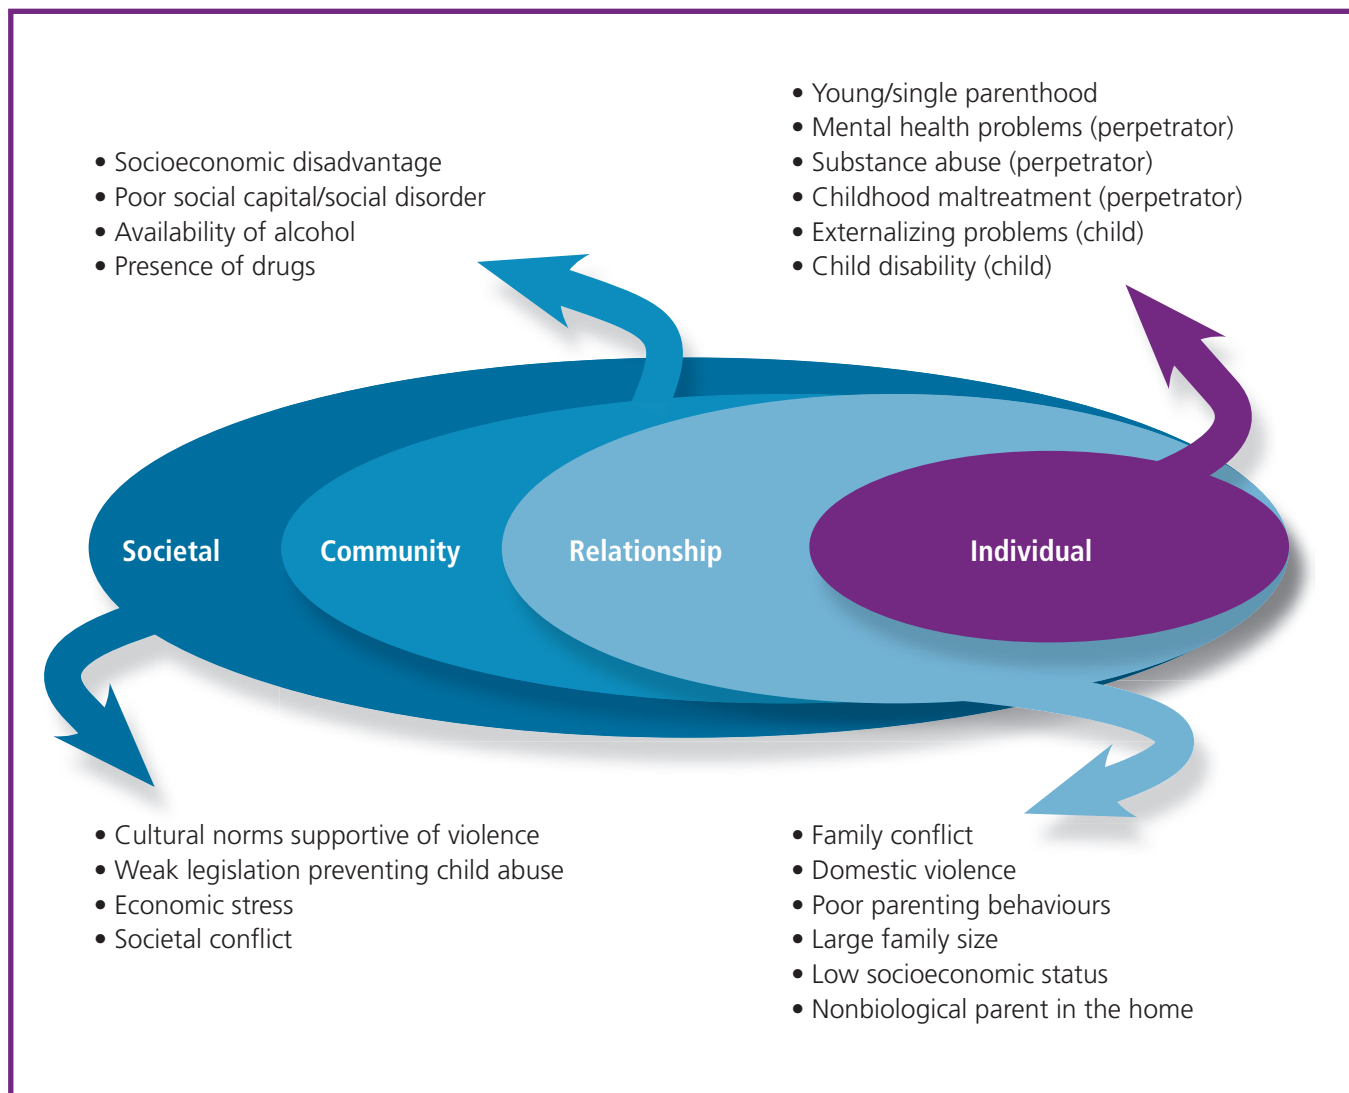 • Socioeconomic disadvantage
• Poor social capital/social disorder
• Availability of alcohol
• Presence of drugs
• Young/single parenthood
• Mental health problems (perpetrator)
• Substance abuse (perpetrator)
• Childhood maltreatment (perpetrator)
• Externalizing problems (child)
• Child disability (child)
Societal
Community
Relationship
Individual
• Cultural norms supportive of violence
• Weak legislation preventing child abuse
• Economic stress
• Societal conflict
• Family conflict
• Domestic violence
• Poor parenting behaviours
• Large family size
• Low socioeconomic status
• Nonbiological parent in the home